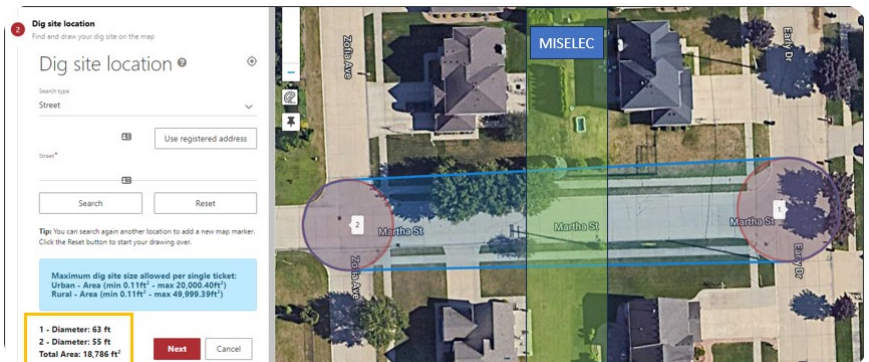 2
Dig site location
Find and draw your dig site on the map
Dig site location
Search type
Street
Use registered address
Street*
Search
Reset
Tip: You can search again another location to add a new map marker.
Click the Reset button to start your drawing over.
Maximum dig site size allowed per single ticket:
Urban - Area (min 0.11ft² - max 20,000.40ft²)
Rural - Area (min 0.11ft² - max 49,999.39ft²)
1 - Diameter: 63 ft
2 - Diameter: 55 ft
Total Area: 18,786 ft²
Next
Cancel
Zofia Ave
MISELEC
Early Dr
2
Martha St
Martha St
Martha St
1
Zofia Ave
Early Dr